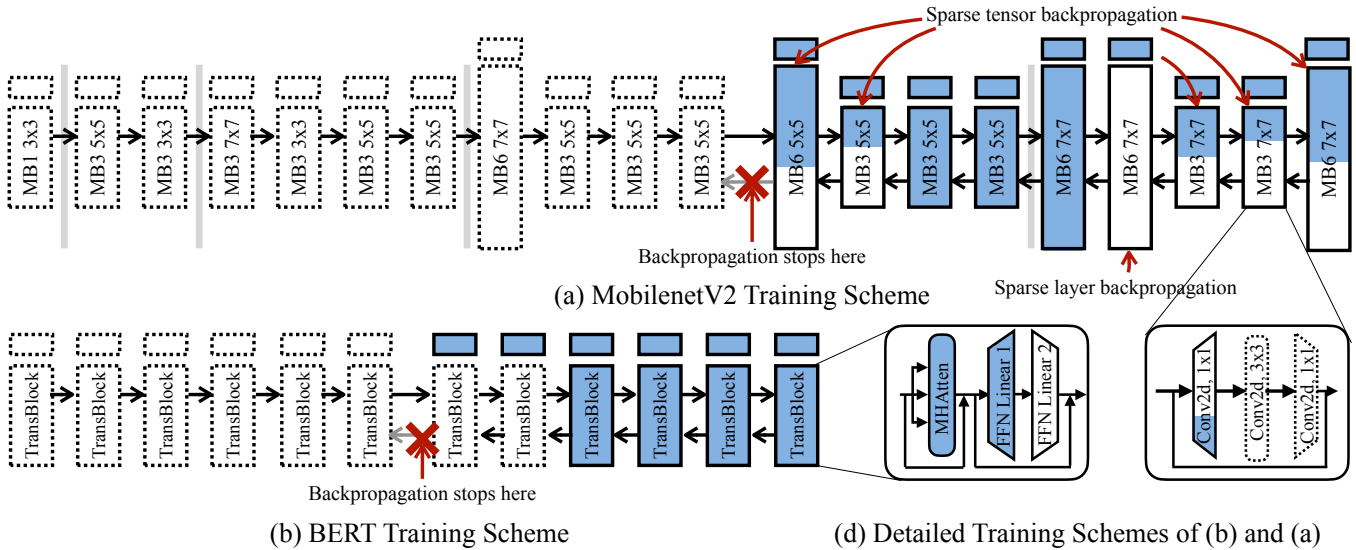 Sparse tensor backpropagation
MB1 3x3
MB3 5x5
MB3 3x3
MB3 7x7
MB3 3x3
MB3 5x5
MB3 5x5
MB6 7x7
MB3 5x5
MB3 5x5
MB3 5x5
MB6 5x5
MB3 5x5
MB3 5x5
MB3 5x5
MB6 7x7
MB6 7x7
MB3 7x7
MB3 7x7
MB6 7x7
Backpropagation stops here
Sparse layer backpropagation
(a) MobilenetV2 Training Scheme
TransBlock
TransBlock
TransBlock
TransBlock
TransBlock
TransBlock
TransBlock
TransBlock
TransBlock
TransBlock
TransBlock
TransBlock
MHAtten
FFN Linear 1
FFN Linear 2
Conv2d, 1x1
Conv2d, 3x3
Conv2d, 1x1
Backpropagation stops here
(b) BERT Training Scheme
(d) Detailed Training Schemes of (b) and (a)